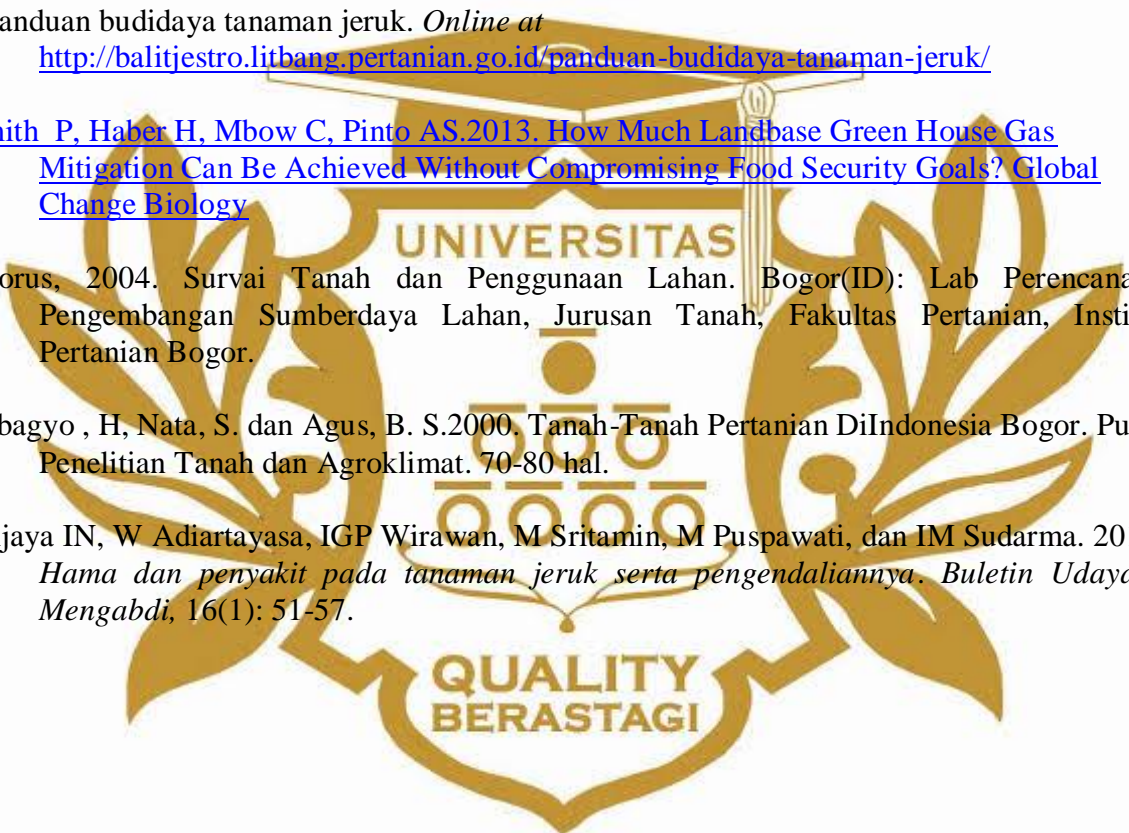 anduan budidaya tanaman jeruk. Online at
http://balitjestro.litbang.pertanian.go.id/panduan-budidaya-tanaman-jeruk/
ith P, Haber H, Mbow C, Pinto AS.2013. How Much Landbase Green House Gas
Mitigation Can Be Achieved Without Compromising Food Security Goals? Global
Change Biology
UNIVERSITAS
orus, 2004. Survai Tanah dan Penggunaan Lahan. Bogor(ID): Lab Perencana
Pengembangan Sumberdaya Lahan, Jurusan Tanah, Fakultas Pertanian, Insti
Pertanian Bogor.
bagyo , H, Nata, S. dan Agus, B. S.2000. Tanah-Tanah Pertanian DiIndonesia Bogor. Pu
Penelitian Tanah dan Agroklimat. 70-80 hal.
jaya IN, W Adiartayasa, IGP Wirawan, M Sritamin, M Puspawati, dan IM Sudarma. 20
Hama dan penyakit pada tanaman jeruk serta pengendaliannya. Buletin Udaya
Mengabdi, 16(1): 51-57.
QUALITY
BERASTAGI